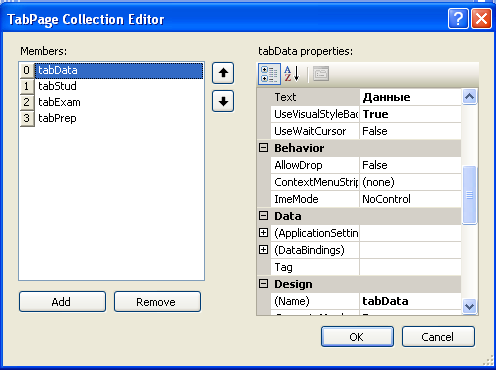 TabPage Collection Editor
Members:
0 tabData
1 tabStud
2 tabExam
3 tabPrep
Add
Remove
tabData properties:
Text Данные
UseVisualStyleBac True
UseWaitCursor False
Behavior
AllowDrop False
ContextMenuStrip (none)
ImeMode NoControl
Data
(ApplicationSettin
(DataBindings)
Tag
Design
(Name) tabData
OK
Cancel